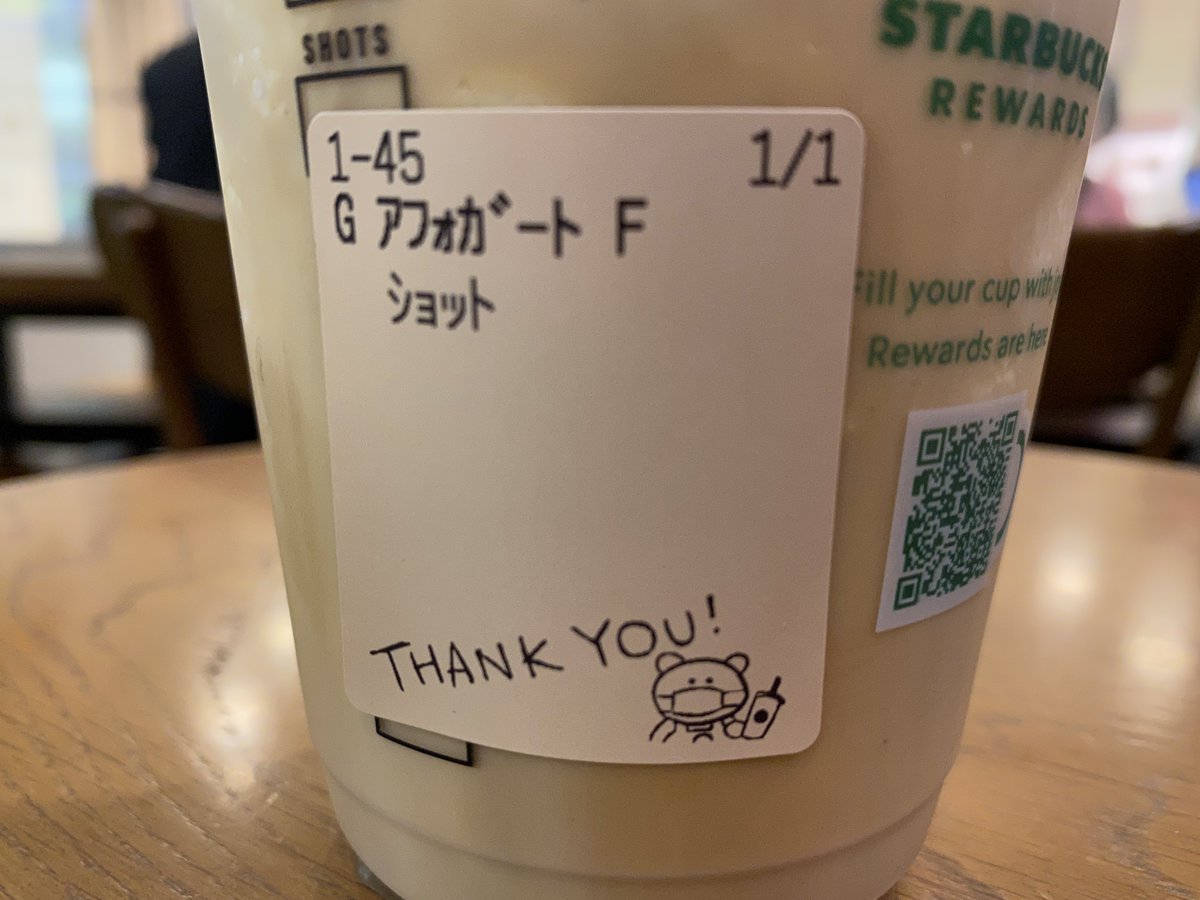 SHOTS
STARBUCKS
REWARDS
1-45 1/1
G アフォガート F
ショット
Fill your cup with
Rewards are here
THANK YOU!